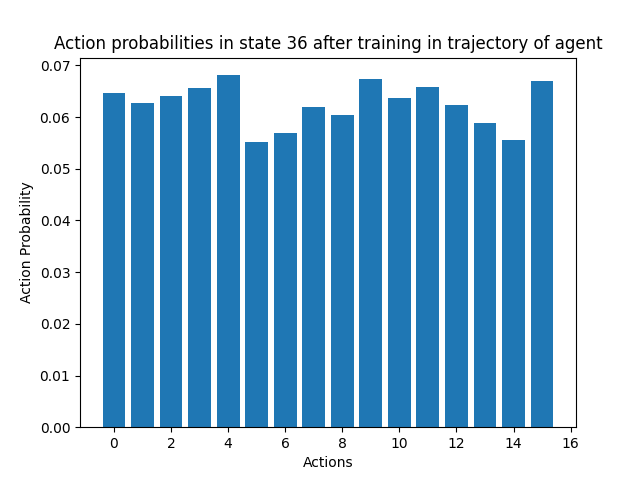 Action probabilities in state 36 after training in trajectory of agent
0.07
0.06
0.05
0.04
0.03
0.02
0.01
0.00
Action Probability
0 2 4 6 8 10 12 14 16
Actions